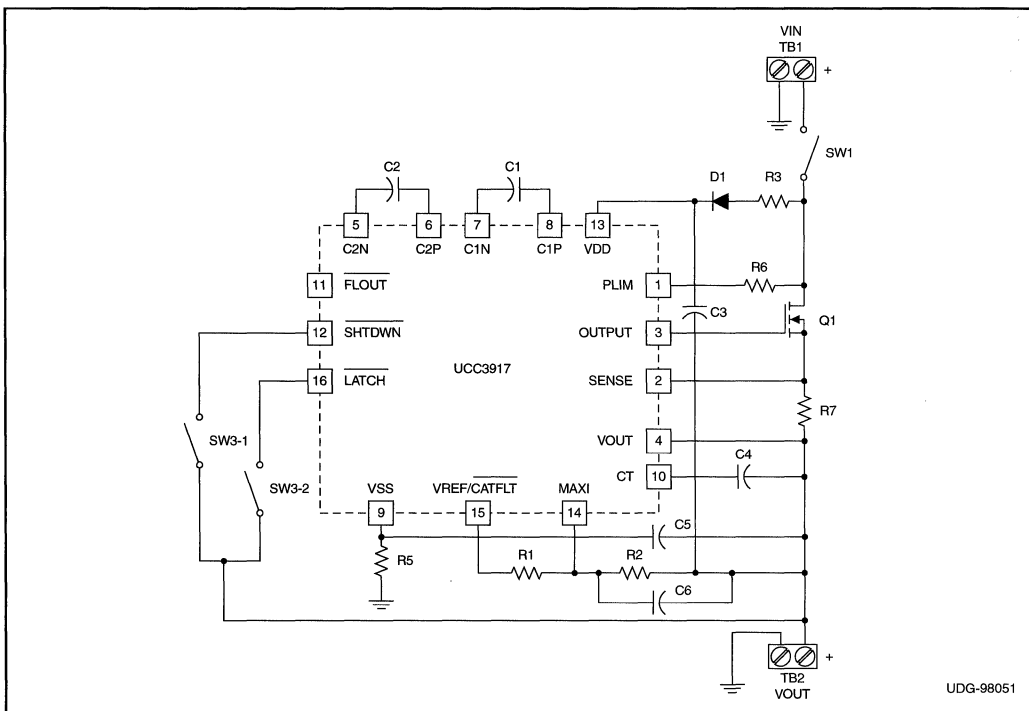 VIN
TB1
+
SW1
C2
C1
D1
R3
5
6
7
8
13
C2N
C2P
C1N
C1P
VDD
11
FLOUT
PLIM
1
R6
C3
12
SHTDWN
OUTPUT
3
Q1
UCC3917
16
LATCH
SENSE
2
R7
VOUT
4
SW3-1
CT
10
C4
SW3-2
VSS
VREF/CATFLT
MAXI
9
15
14
C5
R5
R1
R2
C6
+
TB2
VOUT
UDG-98051